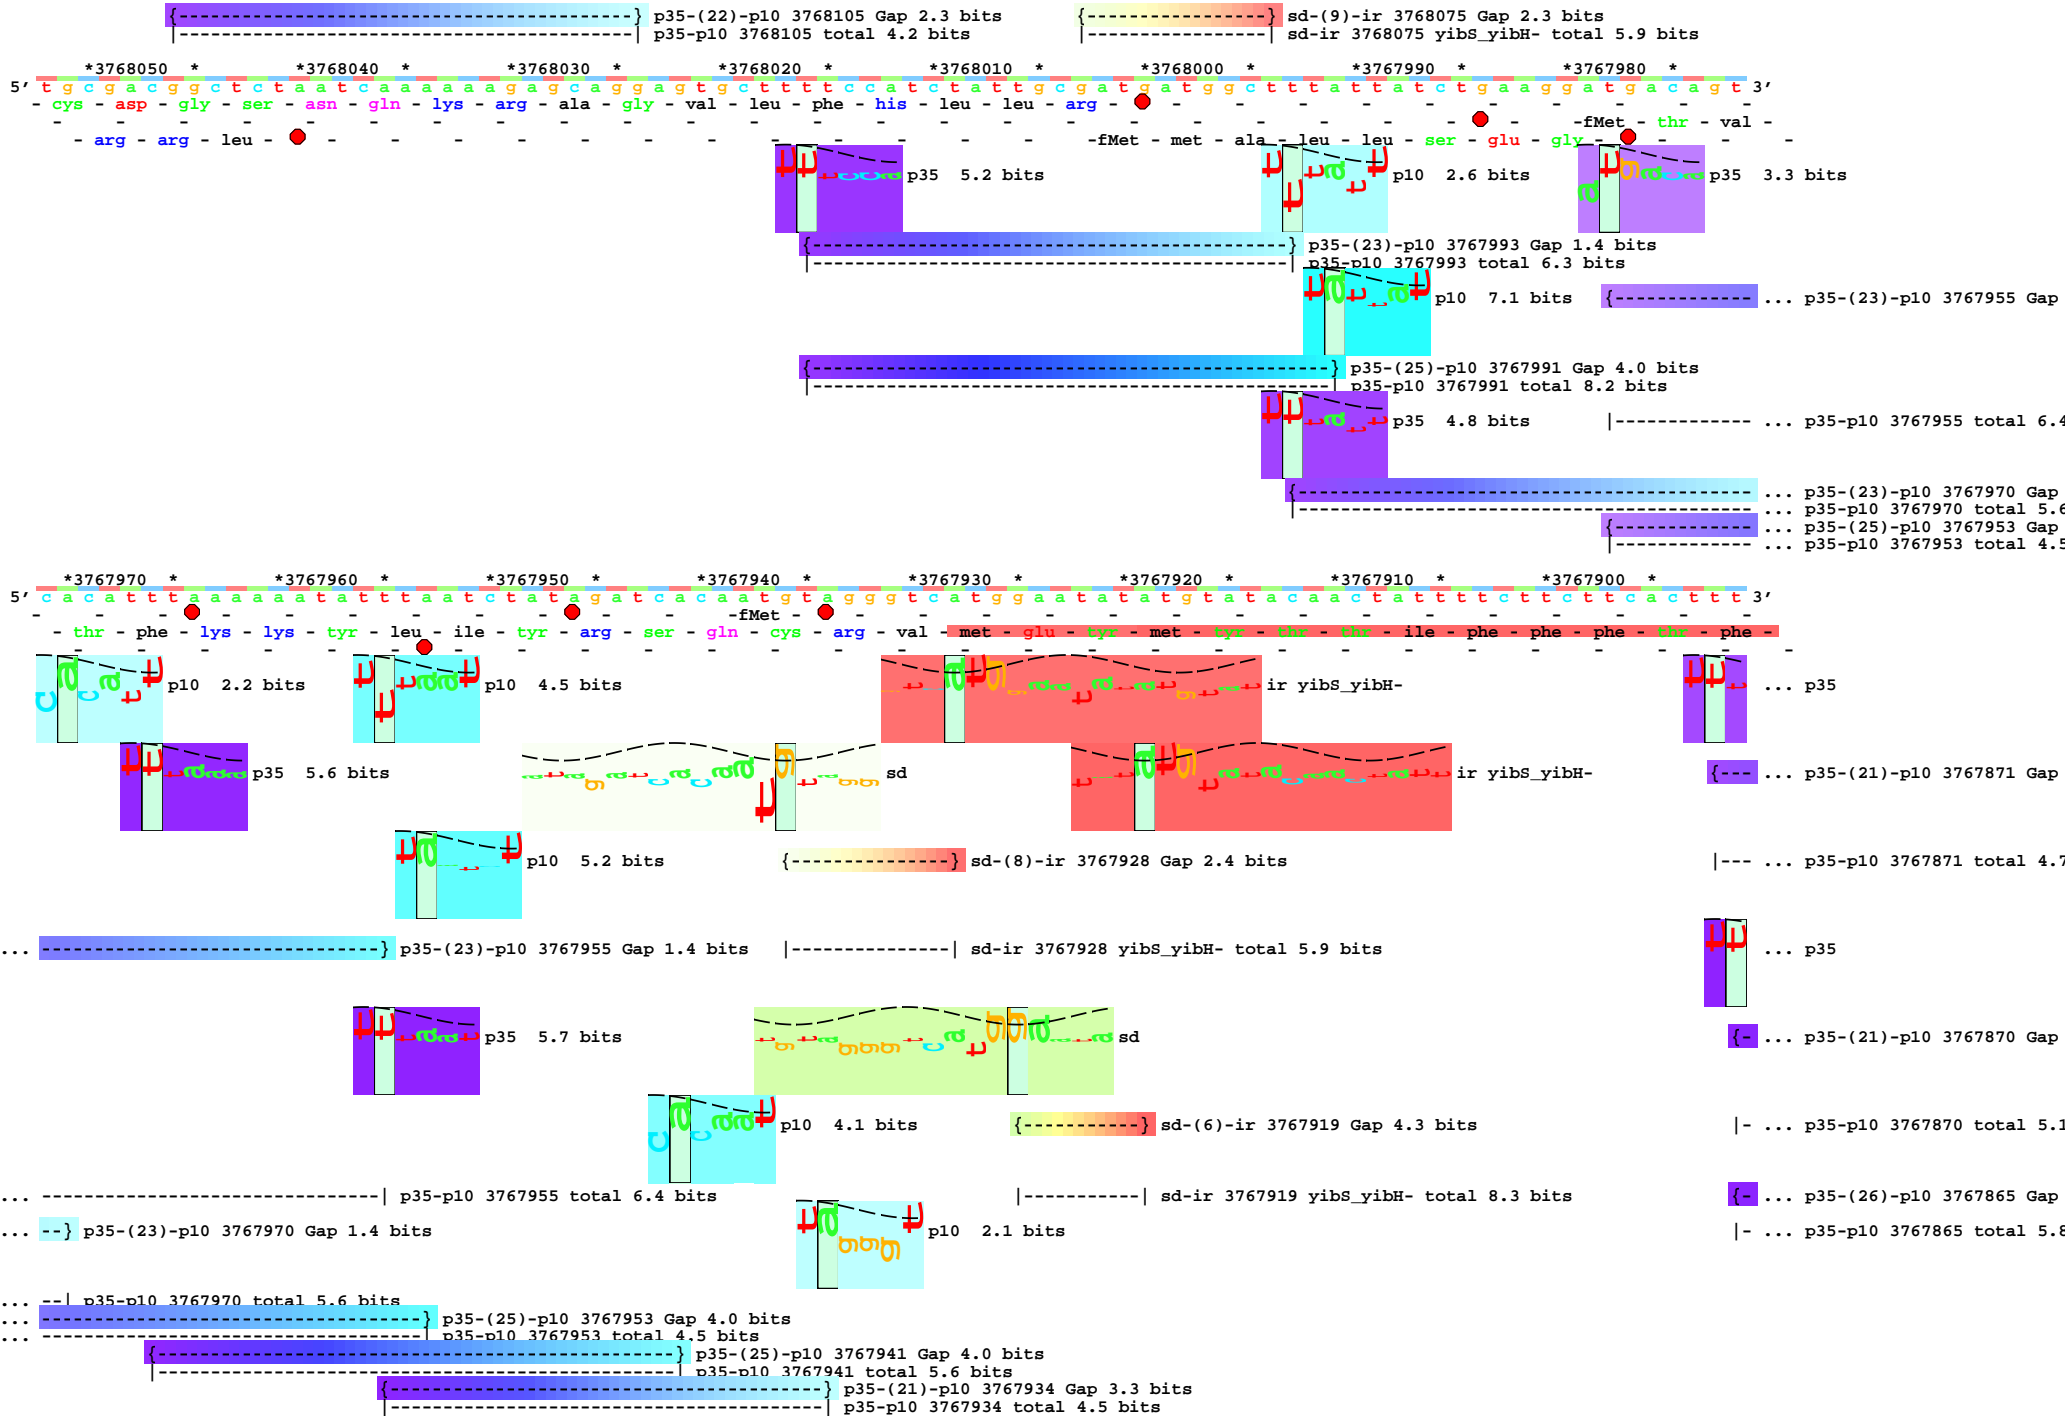 {----------------------} p35-(22)-p10 3768105 Gap 2.3 bits
{---------} sd-(9)-ir 3768075 Gap 2.3 bits
|----------------------| p35-p10 3768105 total 4.2 bits
|---------| sd-ir 3768075 yibS_yibH- total 5.9 bits
*3768050 * *3768040 * *3768030 * *3768020 * *3768010 * *3768000 * *3767990 * *3767980 *
5' t g c g a c g g c t c t a a t c a a a a a a g a g c a g g a g t g c t t t t c c a t c t a t t g c g a t g a t g g c t t t a t t a t c t g a a g g a t g a c a g t 3'
- cys - asp - gly - ser - asn - gln - lys - arg - ala - gly - val - leu - phe - his - leu - leu - arg -
-fMet - thr - val -
- arg - arg - leu -
-fMet - met - ala - leu - leu - ser - glu - gly -
p35 5.2 bits
p10 2.6 bits
p35 3.3 bits
p35-(23)-p10 3767993 Gap 1.4 bits
p35-p10 3767993 total 6.3 bits
p10 7.1 bits
... p35-(23)-p10 3767955 Gap
p35-(25)-p10 3767991 Gap 4.0 bits
p35-p10 3767991 total 8.2 bits
p35 4.8 bits
... p35-p10 3767955 total 6.4
... p35-(23)-p10 3767970 Gap
... p35-p10 3767970 total 5.6
... p35-(25)-p10 3767953 Gap
... p35-p10 3767953 total 4.5
*3767970 * *3767960 * *3767950 * *3767940 * *3767930 * *3767920 * *3767910 * *3767900 *
5' c a c a t t t a a a a a t a t t t a a t c t a t a g a t c a c a a t g t a g g g t c a t g g a a t a t a t g t a t a c a a c t a t t t t c t t c t t c a c t t t 3'
fMet
- thr - phe - lys - lys - tyr - leu - ile - tyr - arg - ser - gln - cys - arg - val - met - glu - tyr - met - tyr - thr - thr - ile - phe - phe - phe - thr - phe -
p10 2.2 bits
p10 4.5 bits
ir yibS_yibH-
... p35
p35 5.6 bits
sd
ir yibS_yibH-
... p35-(21)-p10 3767871 Gap
p10 5.2 bits
sd-(8)-ir 3767928 Gap 2.4 bits
... p35-p10 3767871 total 4.7
... p35-(23)-p10 3767955 Gap 1.4 bits
sd-ir 3767928 yibS_yibH- total 5.9 bits
... p35
p35 5.7 bits
sd
... p35-(21)-p10 3767870 Gap
p10 4.1 bits
sd-(6)-ir 3767919 Gap 4.3 bits
... p35-p10 3767870 total 5.1
... p35-p10 3767955 total 6.4 bits
sd-ir 3767919 yibS_yibH- total 8.3 bits
... p35-(26)-p10 3767865 Gap
... --} p35-(23)-p10 3767970 Gap 1.4 bits
p10 2.1 bits
... p35-p10 3767865 total 5.8
... --| p35-p10 3767970 total 5.6 bits
... p35-(25)-p10 3767953 Gap 4.0 bits
... p35-p10 3767953 total 4.5 bits
p35-(25)-p10 3767941 Gap 4.0 bits
p35-p10 3767941 total 5.6 bits
p35-(21)-p10 3767934 Gap 3.3 bits
p35-p10 3767934 total 4.5 bits